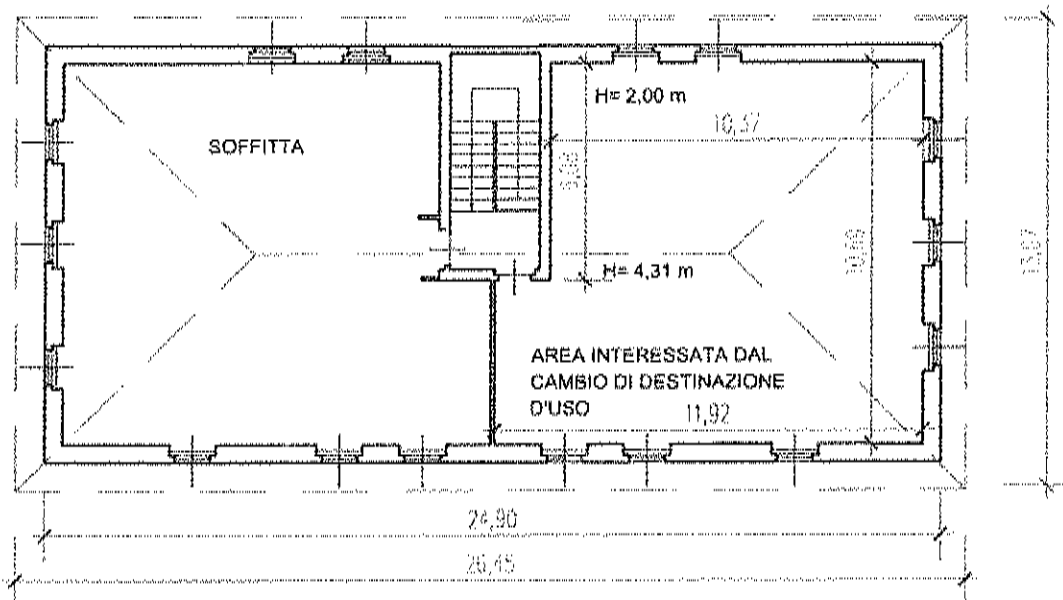 H= 2,00 m
10,37
SOFFITTA
H= 4,31 m
AREA INTERESSATA DAL
CAMBIO DI DESTINAZIONE
D'USO
11,92
24,90
26,45